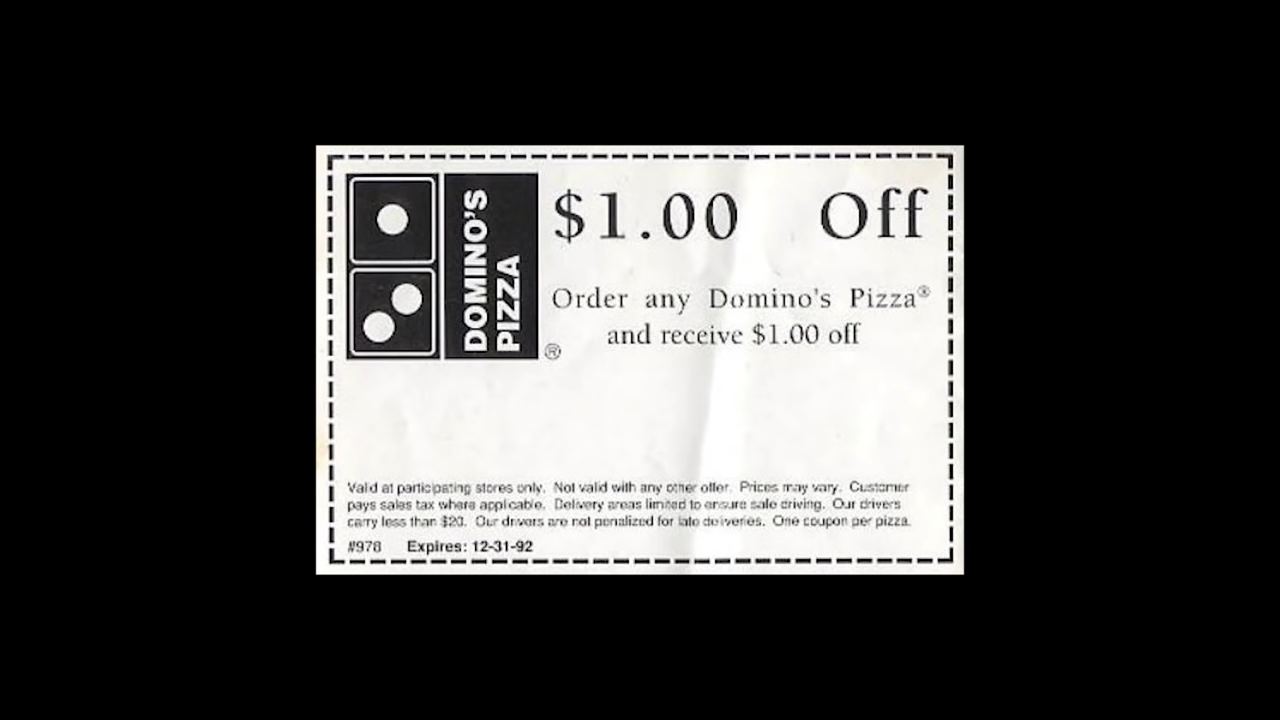 DOMINO'S
PIZZA
®
$1.00 Off
Order any Domino's Pizza®
and receive $1.00 off
Valid at participating stores only. Not valid with any other offer. Prices may vary. Customer
pays sales tax where applicable. Delivery areas limited to ensure safe driving. Our drivers
carry less than $20. Our drivers are not penalized for late deliveries. One coupon per pizza.
#978 Expires: 12-31-92